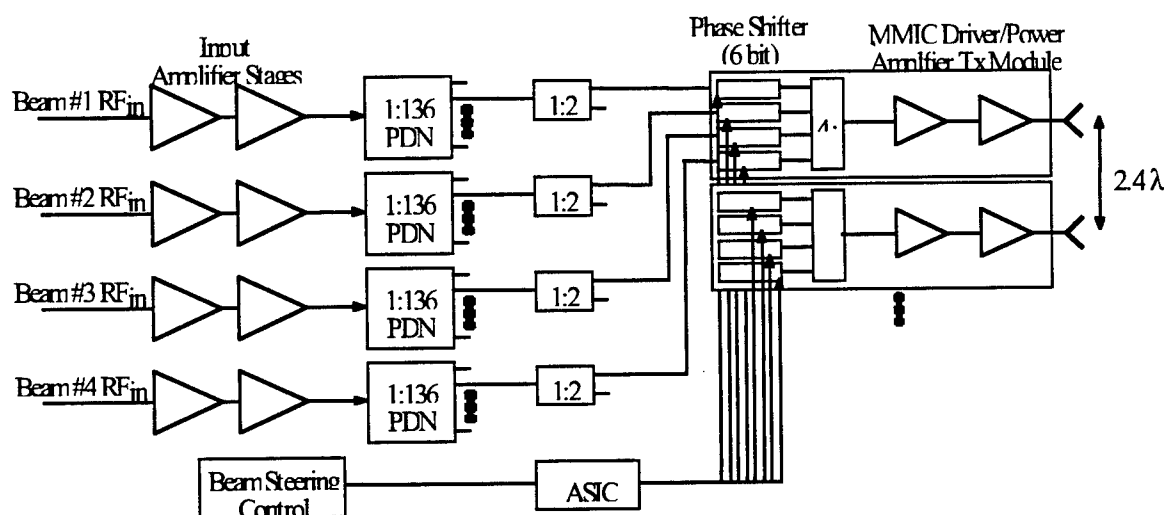 Phase Shifter
(6 bit)
MMIC Driver/Power
Amplfier Tx Module
Input
Amplifier Stages
Beam #1 RFin
1:136
PDN
1:2
2.4 λ
Beam #2 RFin
1:136
PDN
1:2
Beam #3 RFin
1:136
PDN
1:2
Beam #4 RFin
1:136
PDN
1:2
Beam Steering
Control
ASIC